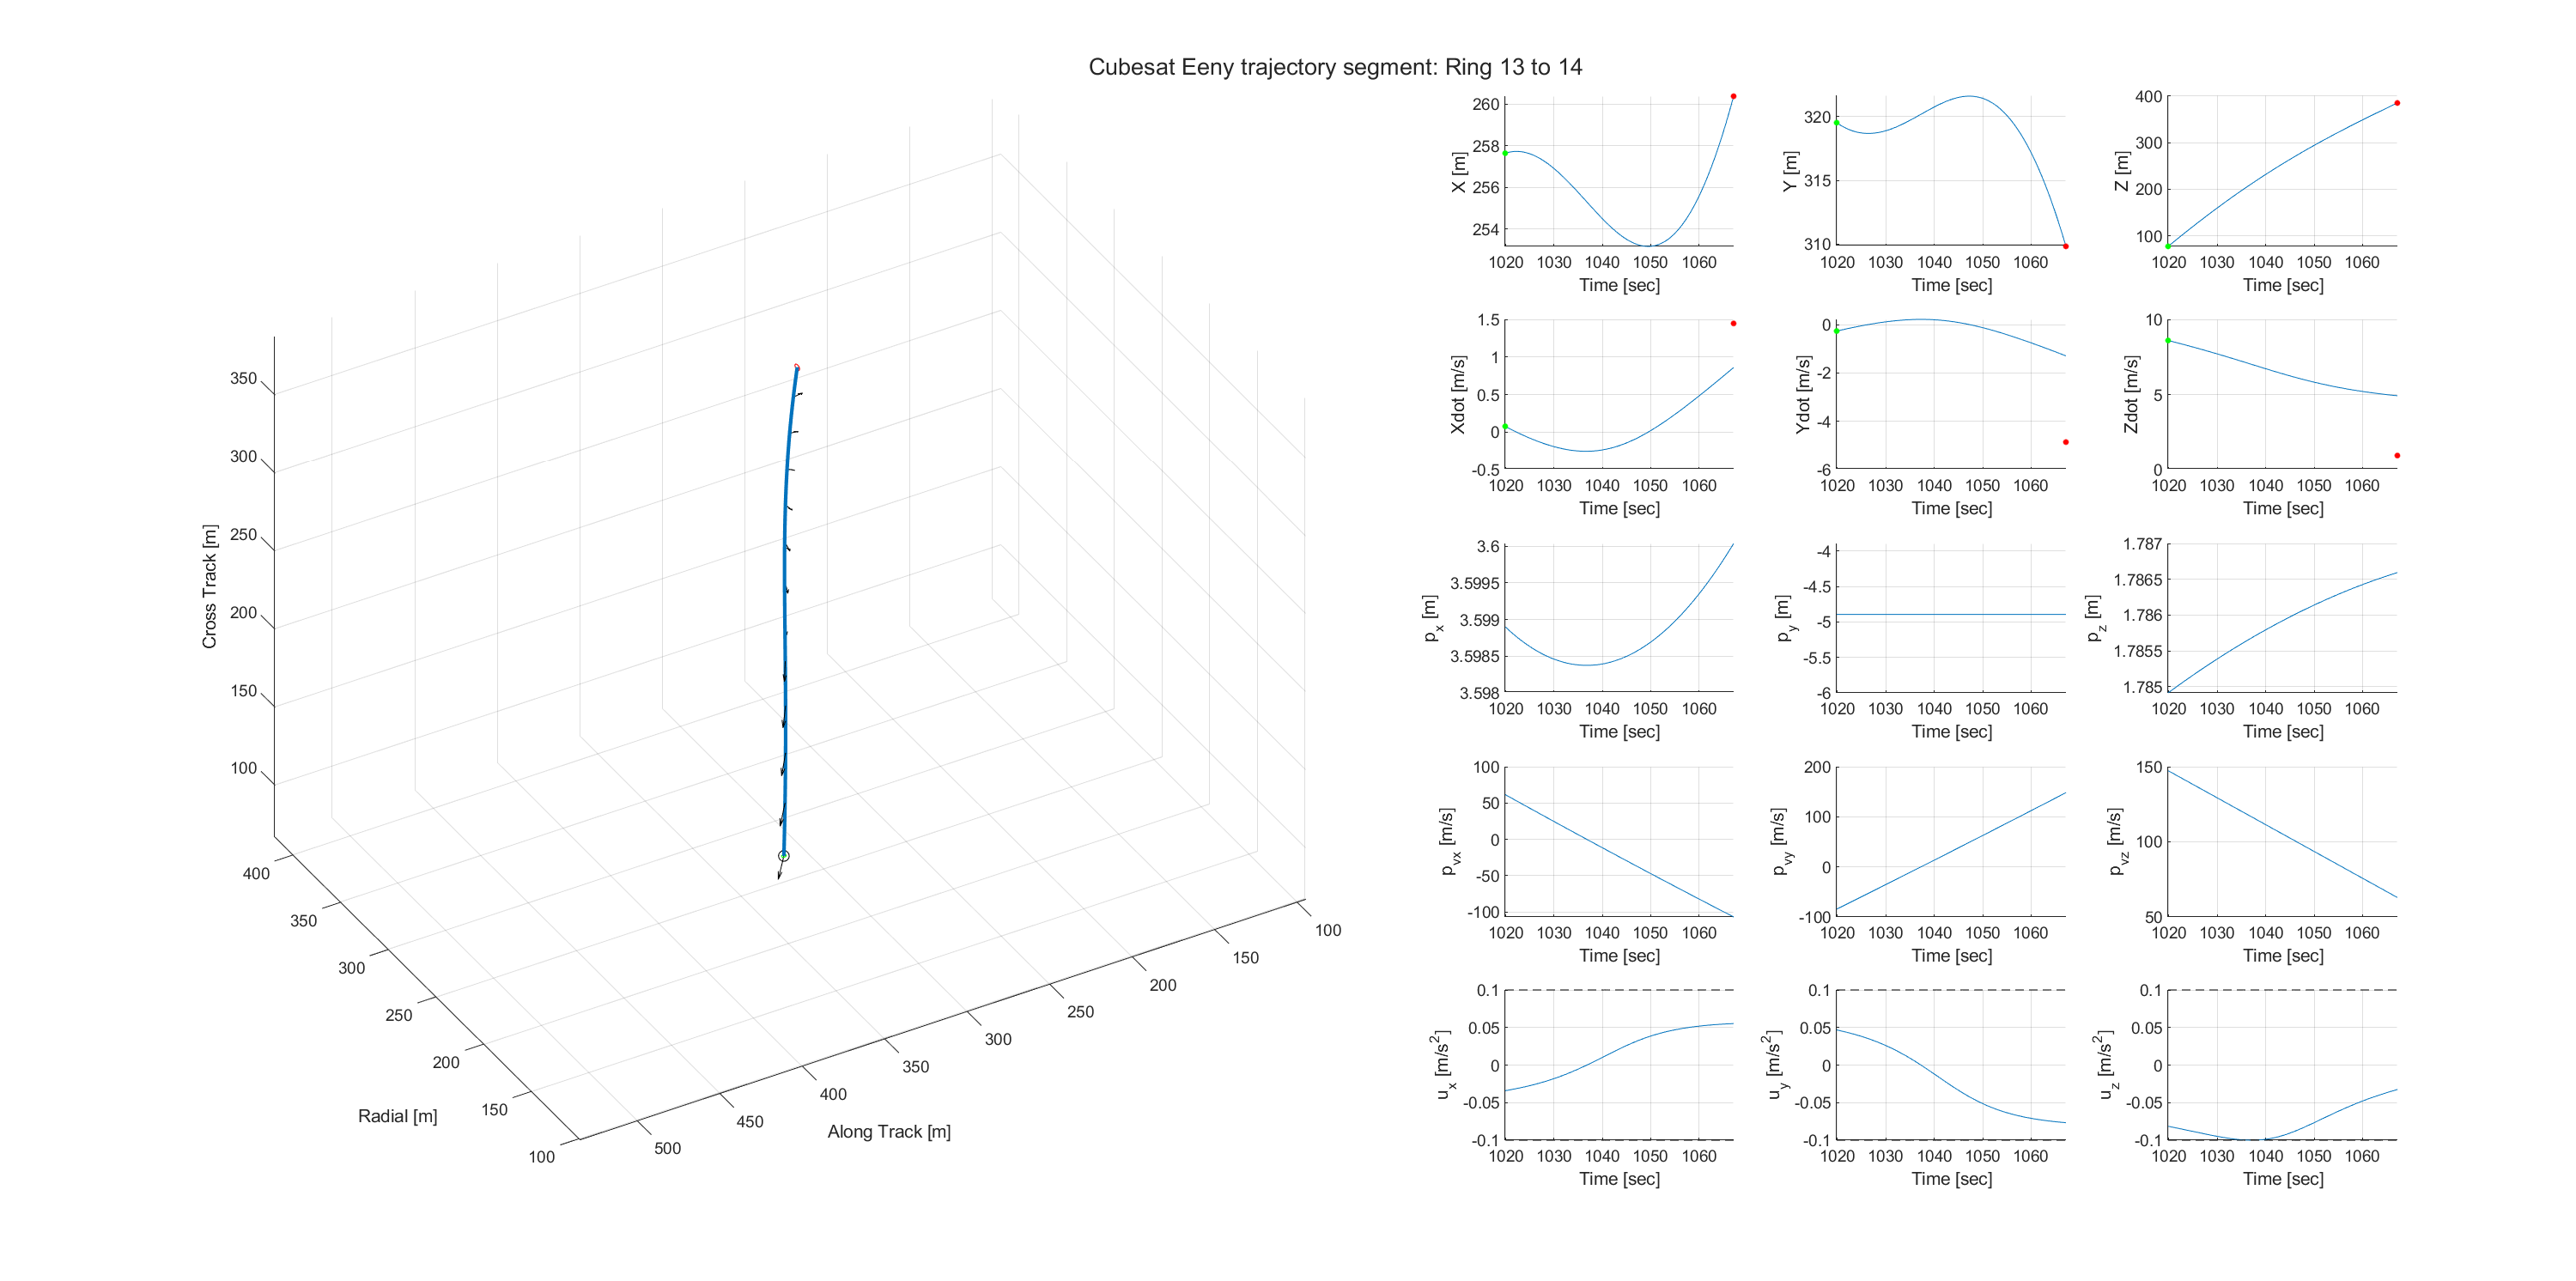 Cubesat Eeny trajectory segment: Ring 13 to 14
350
300
250
200
150
100
Cross Track [m]
400
350
300
250
200
150
100
Radial [m]
500
450
400
350
300
250
200
150
100
Along Track [m]
260
258
256
254
X [m]
1020 1030 1040 1050 1060
Time [sec]
320
315
310
Y [m]
1020 1030 1040 1050 1060
Time [sec]
400
300
200
100
Z [m]
1020 1030 1040 1050 1060
Time [sec]
1.5
1
0.5
0
-0.5
Xdot [m/s]
1020 1030 1040 1050 1060
Time [sec]
0
-2
-4
-6
Ydot [m/s]
1020 1030 1040 1050 1060
Time [sec]
10
5
0
Zdot [m/s]
1020 1030 1040 1050 1060
Time [sec]
3.6
3.5995
3.599
3.5985
3.598
p_x [m]
1020 1030 1040 1050 1060
Time [sec]
-4
-4.5
-5
-5.5
-6
p_y [m]
1020 1030 1040 1050 1060
Time [sec]
1.787
1.7865
1.786
1.7855
1.785
p_z [m]
1020 1030 1040 1050 1060
Time [sec]
100
50
0
-50
-100
p_vx [m/s]
1020 1030 1040 1050 1060
Time [sec]
200
100
0
-100
p_vy [m/s]
1020 1030 1040 1050 1060
Time [sec]
150
100
50
p_vz [m/s]
1020 1030 1040 1050 1060
Time [sec]
0.1
0.05
0
-0.05
-0.1
u_x [m/s²]
1020 1030 1040 1050 1060
Time [sec]
0.1
0.05
0
-0.05
-0.1
u_y [m/s²]
1020 1030 1040 1050 1060
Time [sec]
0.1
0.05
0
-0.05
-0.1
u_z [m/s²]
1020 1030 1040 1050 1060
Time [sec]